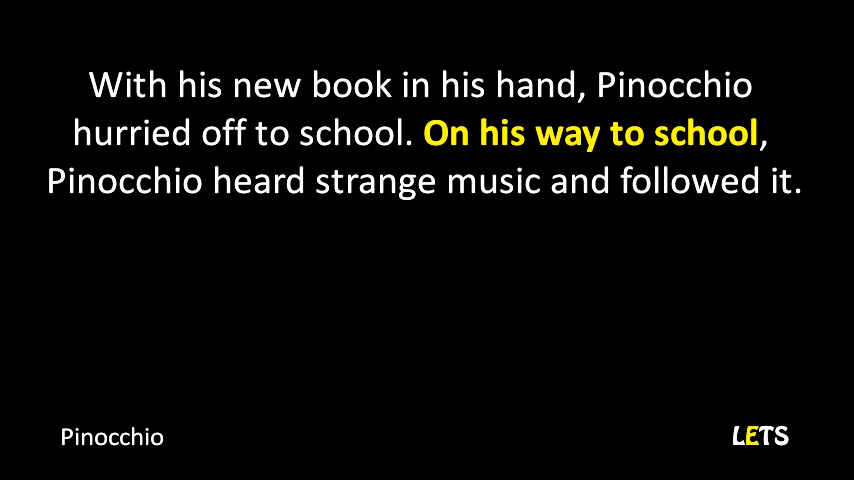 With his new book in his hand, Pinocchio
hurried off to school. On his way to school,
Pinocchio heard strange music and followed it.
Pinocchio
LETS